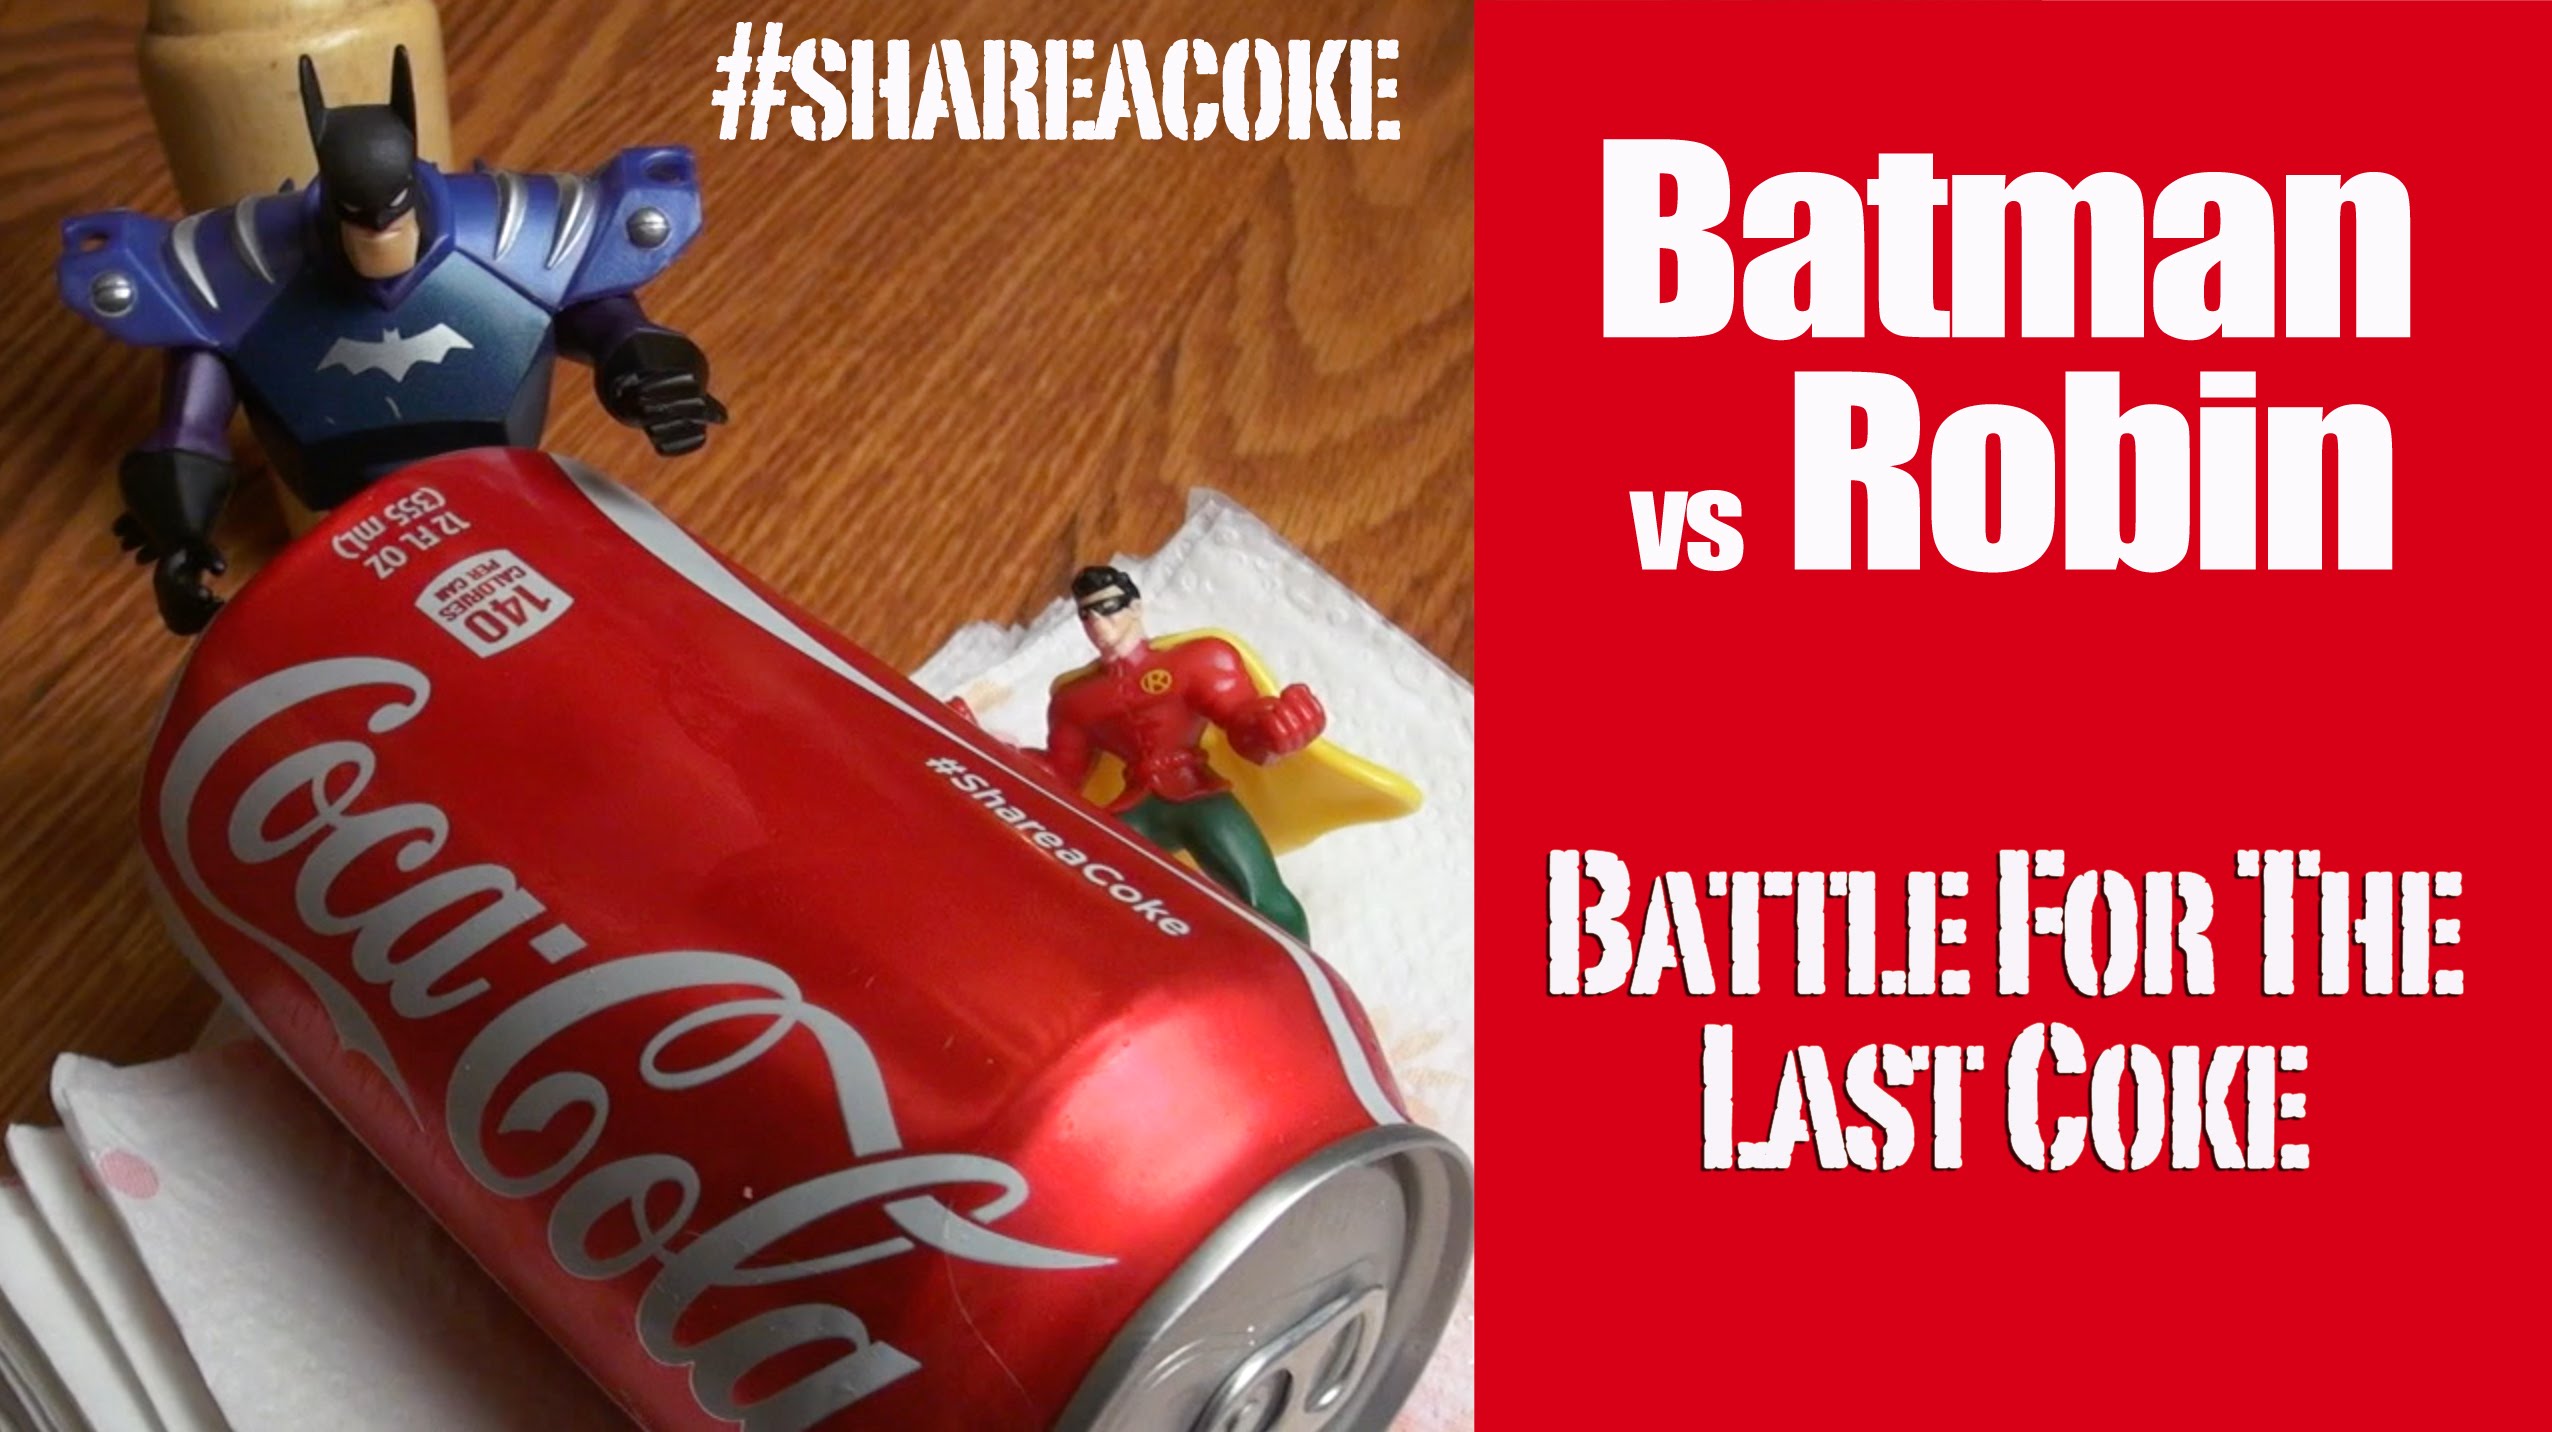 #SHAREACOKE
Batman
vs Robin
BATTLE FOR THE
LAST COKE
12 FL OZ
(355 mL)
140
CALORIES
PER CAN
Coca-Cola
#ShareaCoke
R